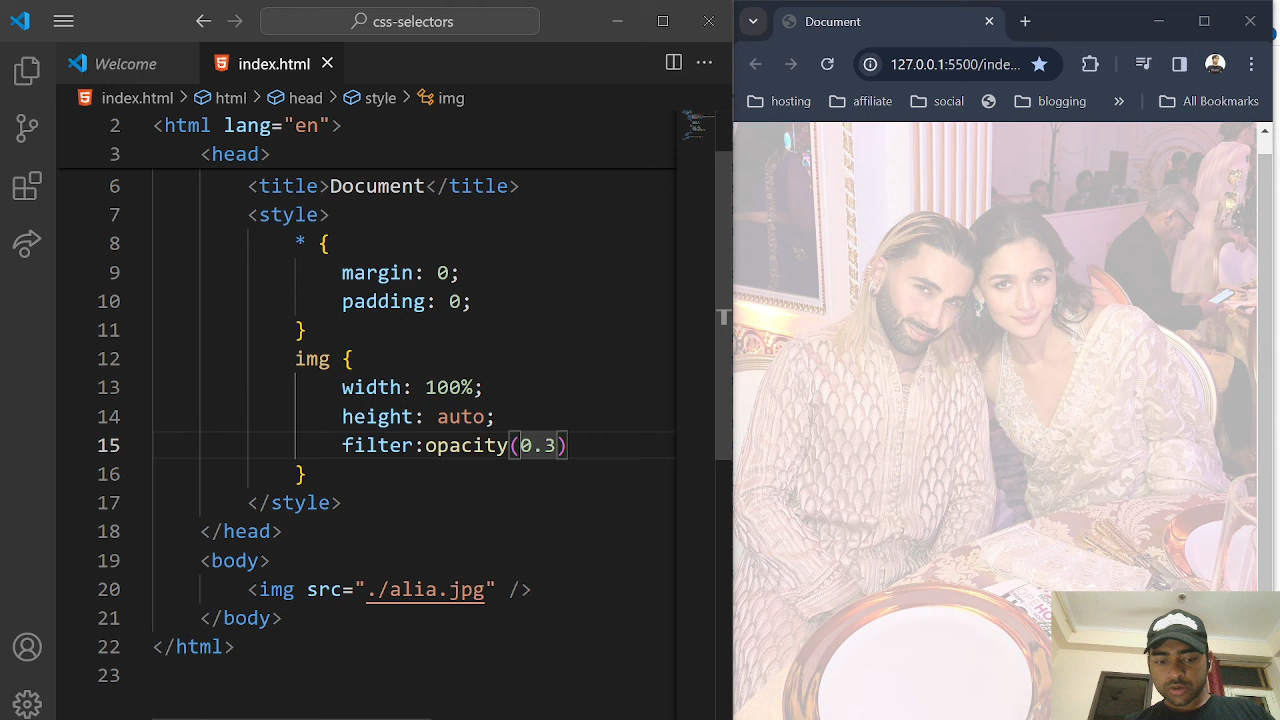 css-selectors
Welcome
index.html
index.html > html > head > style > img
2 <html lang="en">
3 <head>
6 <title>Document</title>
7 <style>
8 * {
9 margin: 0;
10 padding: 0;
11 }
12 img {
13 width: 100%;
14 height: auto;
15 filter:opacity(0.3)
16 }
17 </style>
18 </head>
19 <body>
20 <img src="./alia.jpg" />
21 </body>
22 </html>
23
Document
127.0.0.1:5500/inde...
hosting
affiliate
social
blogging
» All Bookmarks